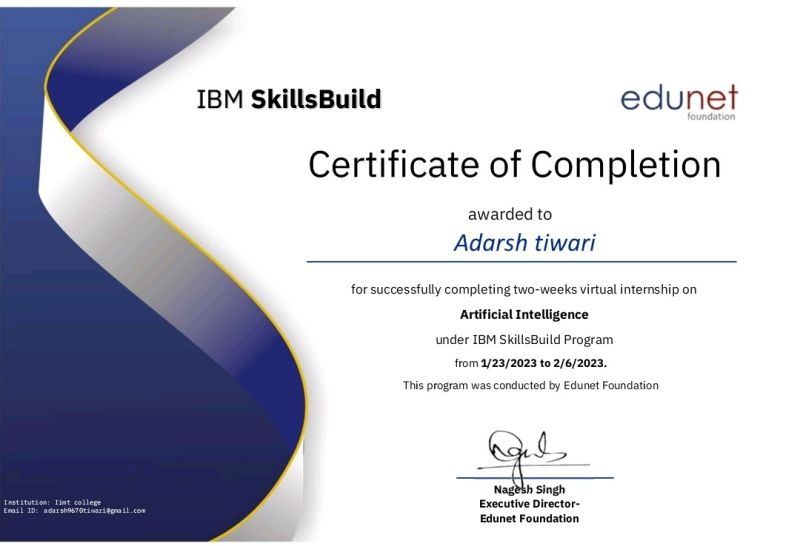 IBM SkillsBuild
edunet
foundation
Certificate of Completion
awarded to
Adarsh tiwari
for successfully completing two-weeks virtual internship on
Artificial Intelligence
under IBM SkillsBuild Program
from 1/23/2023 to 2/6/2023.
This program was conducted by Edunet Foundation
Nagesh Singh
Executive Director-
Edunet Foundation
Institution: Iimt college
Email ID: adarsh9670tiwari@gmail.com